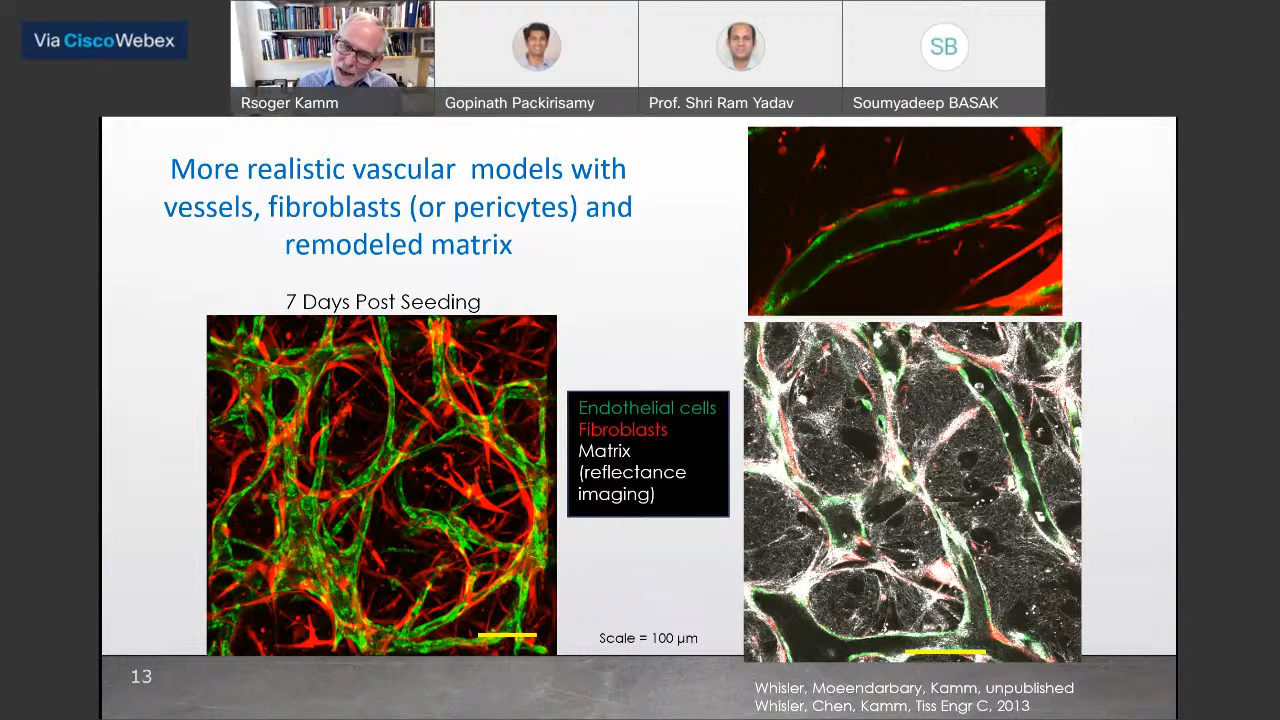 Via Cisco Webex
Rsoger Kamm
Gopinath Packirisamy
Prof. Shri Ram Yadav
SB
Soumyadeep BASAK
More realistic vascular models with
vessels, fibroblasts (or pericytes) and
remodeled matrix
7 Days Post Seeding
Endothelial cells
Fibroblasts
Matrix
(reflectance
imaging)
Scale = 100 µm
13
Whisler, Moeendarbary, Kamm, unpublished
Whisler, Chen, Kamm, Tiss Engr C, 2013